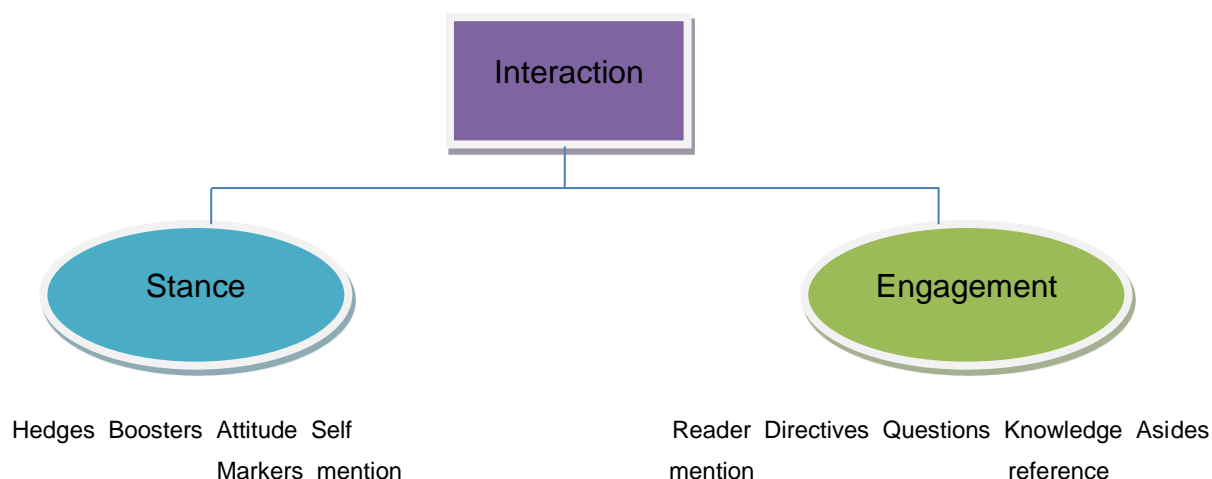 Interaction
Stance
Engagement
Hedges Boosters Attitude Self
Markers mention
Reader Directives Questions Knowledge Asides
mention reference